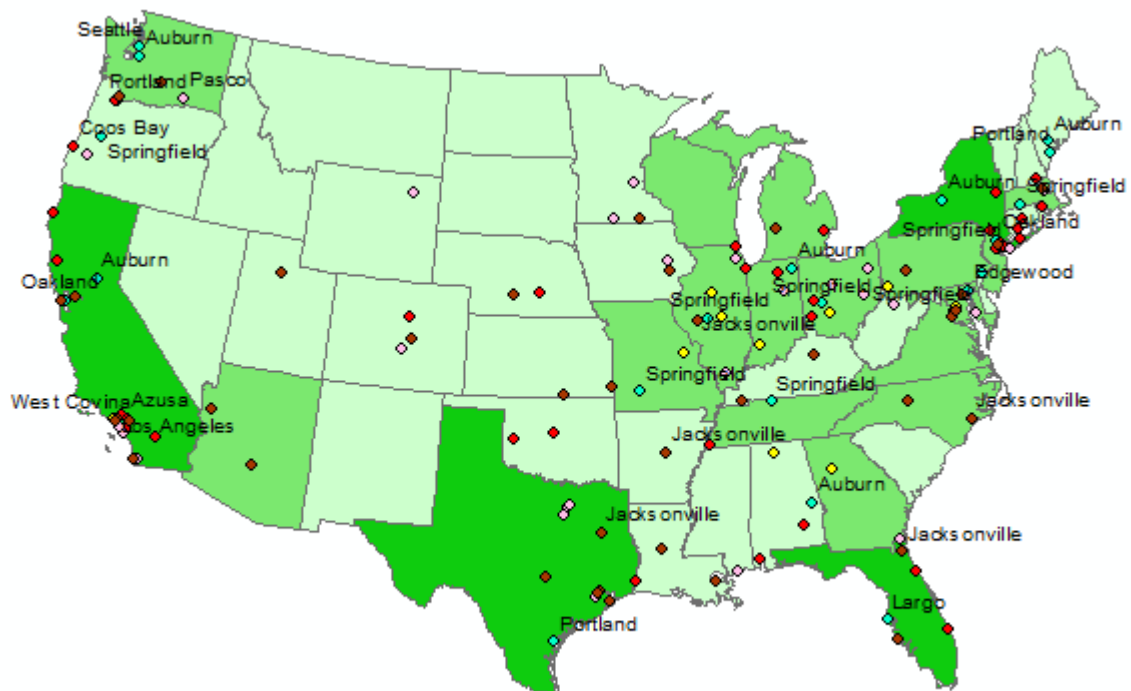 Seattle
Auburn
Portland
Pasco
Coos Bay
Springfield
Auburn
Oakland
West Covina
Azusa
Los Angeles
Portland
Auburn
Auburn
Springfield
Springfield
Oakland
Auburn
Edgewood
Springfield
Springfield
Springfield
Jacksonville
Springfield
Springfield
Jacksonville
Jacksonville
Auburn
Jacksonville
Jacksonville
Largo
Portland